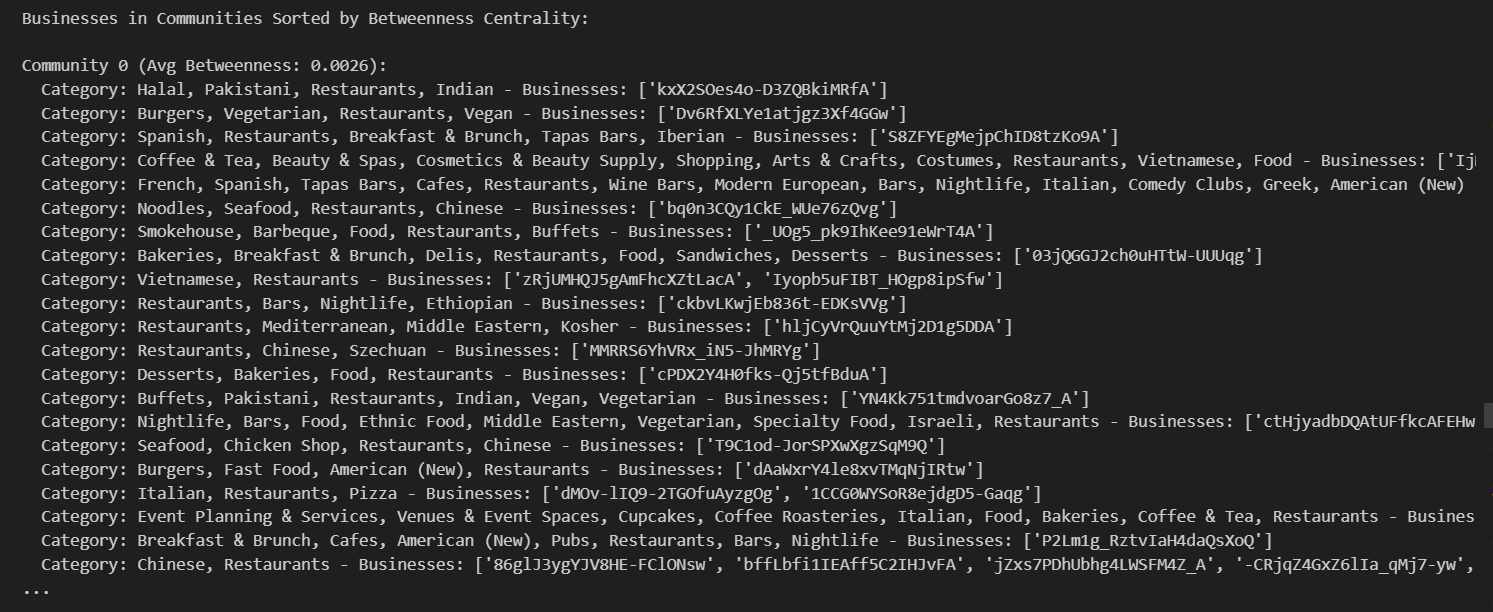 Businesses in Communities Sorted by Betweenness Centrality:
Community 0 (Avg Betweenness: 0.0026):
Category: Halal, Pakistani, Restaurants, Indian - Businesses: ['kxX2SOes4o-D3ZQBkiMRfA']
Category: Burgers, Vegetarian, Restaurants, Vegan - Businesses: ['Dv6RfXLYe1atjgz3Xf4GGw']
Category: Spanish, Restaurants, Breakfast & Brunch, Tapas Bars, Iberian - Businesses: ['S8ZFYEgMejpChID8tzKo9A']
Category: Coffee & Tea, Beauty & Spas, Cosmetics & Beauty Supply, Shopping, Arts & Crafts, Costumes, Restaurants, Vietnamese, Food - Businesses: ['Ij
Category: French, Spanish, Tapas Bars, Cafes, Restaurants, Wine Bars, Modern European, Bars, Nightlife, Italian, Comedy Clubs, Greek, American (New)
Category: Noodles, Seafood, Restaurants, Chinese - Businesses: ['bq0n3CQy1CkE_WUe76zQvg']
Category: Smokehouse, Barbeque, Food, Restaurants, Buffets - Businesses: ['_UOg5_pk9IhKee91eWrT4A']
Category: Bakeries, Breakfast & Brunch, Delis, Restaurants, Food, Sandwiches, Desserts - Businesses: ['03jQGGJ2ch0uHTtW-UUUqg']
Category: Vietnamese, Restaurants - Businesses: ['zRjUMHQJ5gAmFhcXZtLacA', 'Iyopb5uFIBT_HOgp8ipSfw']
Category: Restaurants, Bars, Nightlife, Ethiopian - Businesses: ['ckbvLKwjEb836t-EDKsVVg']
Category: Restaurants, Mediterranean, Middle Eastern, Kosher - Businesses: ['hljCyVrQuuYtMj2D1g5DDA']
Category: Restaurants, Chinese, Szechuan - Businesses: ['MMRRS6YhVRx_iN5-JhMRYg']
Category: Desserts, Bakeries, Food, Restaurants - Businesses: ['cPDX2Y4H0fks-Qj5tfBduA']
Category: Buffets, Pakistani, Restaurants, Indian, Vegan, Vegetarian - Businesses: ['YN4Kk751tmdvoarGo8z7_A']
Category: Nightlife, Bars, Food, Ethnic Food, Middle Eastern, Vegetarian, Specialty Food, Israeli, Restaurants - Businesses: ['ctHjyadbDQAtUFfkcAFEHw
Category: Seafood, Chicken Shop, Restaurants, Chinese - Businesses: ['T9C1od-JorSPXwXgzSqM9Q']
Category: Burgers, Fast Food, American (New), Restaurants - Businesses: ['dAaWxrY4le8xvTMqNjIRtw']
Category: Italian, Restaurants, Pizza - Businesses: ['dMOv-lIQ9-2TGOfuAyzgOg', '1CCG0WYSoR8ejdgD5-Gaqg']
Category: Event Planning & Services, Venues & Event Spaces, Cupcakes, Coffee Roasteries, Italian, Food, Bakeries, Coffee & Tea, Restaurants - Busines
Category: Breakfast & Brunch, Cafes, American (New), Pubs, Restaurants, Bars, Nightlife - Businesses: ['P2Lm1g_RztvIaH4daQsXoQ']
Category: Chinese, Restaurants - Businesses: ['86glJ3ygYJV8HE-FClONsw', 'bffLbfi1IEAff5C2IHJvFA', 'jZxs7PDhUbhg4LWSFM4Z_A', '-CRjqZ4GxZ6lIa_qMj7-yw',
...